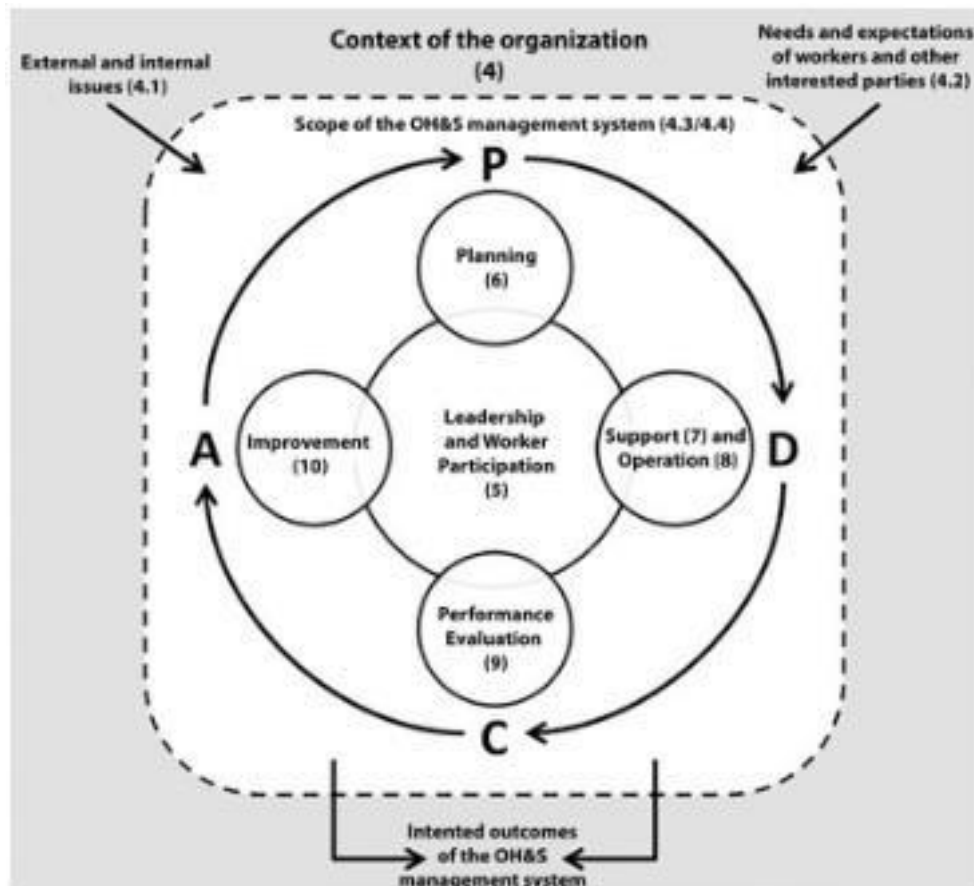 Context of the organization
(4)
External and internal
issues (4.1)
Needs and expectations
of workers and other
interested parties (4.2)
Scope of the OH&S management system (4.3/4.4)
P
Planning
(6)
A
Improvement
(10)
Leadership
and Worker
Participation
(5)
Support (7) and
Operation (8)
D
Performance
Evaluation
(9)
C
Intented outcomes
of the OH&S
management system